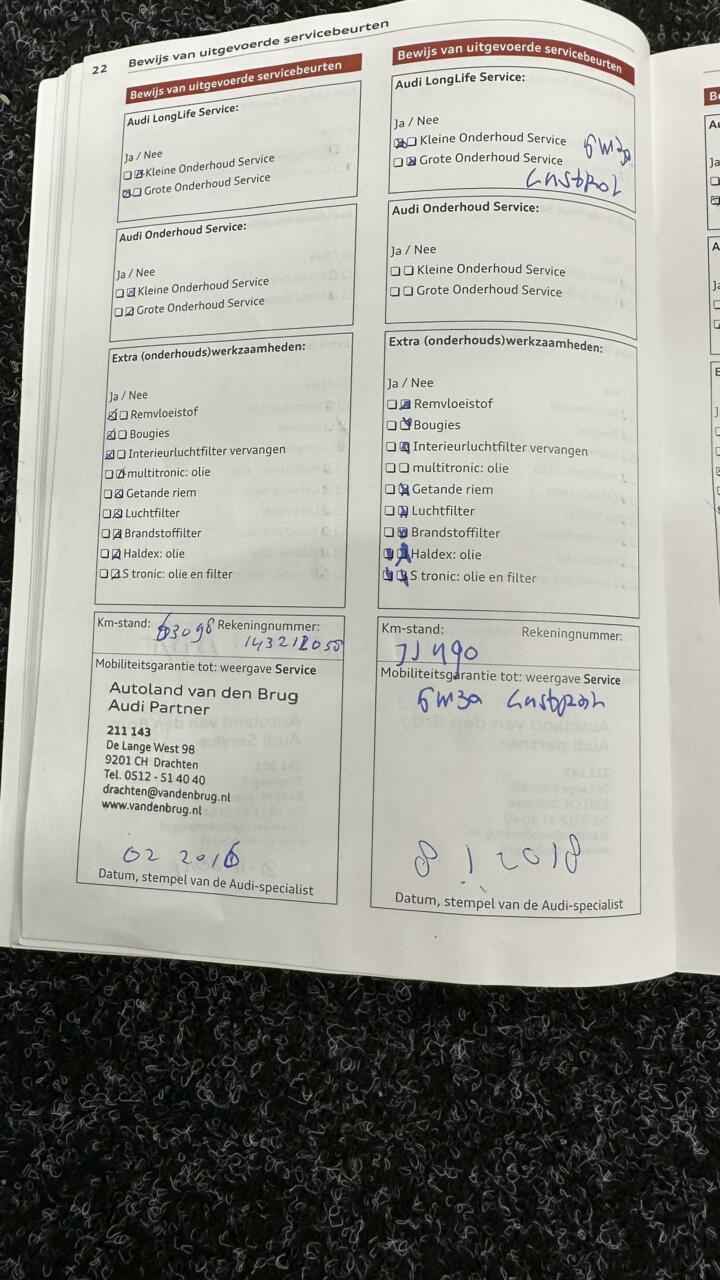 22 Bewijs van uitgevoerde servicebeurten
Bewijs van uitgevoerde servicebeurten
Audi LongLife Service:
Ja / Nee
Kleine Onderhoud Service
Grote Onderhoud Service
Audi Onderhoud Service:
Ja / Nee
Kleine Onderhoud Service
Grote Onderhoud Service
Extra (onderhouds)werkzaamheden:
Ja / Nee
Remvloeistof
Bougies
Interieurluchtfilter vervangen
multitronic: olie
Getande riem
Luchtfilter
Brandstoffilter
Haldex: olie
S tronic: olie en filter
Km-stand: 63098 Rekeningnummer:
Mobiliteitsgarantie tot: weergave Service
Autoland van den Brug
Audi Partner
211 143
De Lange West 98
9201 CH Drachten
Tel. 0512 - 51 40 40
drachten@vandenbrug.nl
www.vandenbrug.nl
02 2016
Datum, stempel van de Audi-specialist
Bewijs van uitgevoerde servicebeurten
Audi LongLife Service:
Ja / Nee
Kleine Onderhoud Service
Grote Onderhoud Service
Castrol
Audi Onderhoud Service:
Ja / Nee
Kleine Onderhoud Service
Grote Onderhoud Service
Extra (onderhouds)werkzaamheden:
Ja / Nee
Remvloeistof
Bougies
Interieurluchtfilter vervangen
multitronic: olie
Getande riem
Luchtfilter
Brandstoffilter
Haldex: olie
S tronic: olie en filter
Km-stand: Rekeningnummer:
Mobiliteitsgarantie tot: weergave Service
Castrol
8 1 2018
Datum, stempel van de Audi-specialist